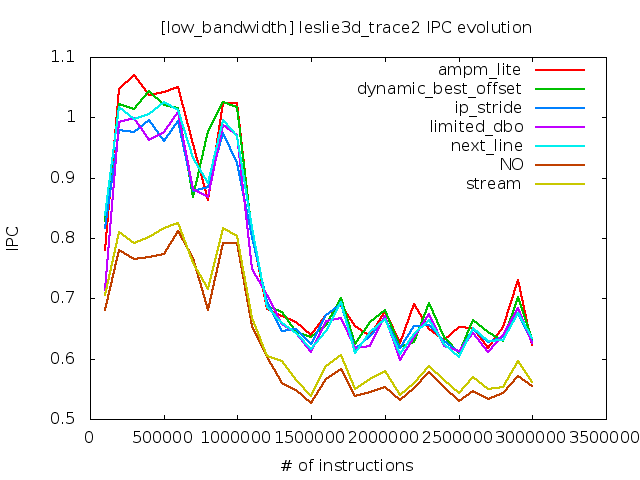 [low_bandwidth] leslie3d_trace2 IPC evolution
1.1
1
0.9
0.8
0.7
0.6
0.5
IPC
ampm_lite
dynamic_best_offset
ip_stride
limited_dbo
next_line
NO
stream
0 500000 1000000 1500000 2000000 2500000 3000000 3500000
# of instructions